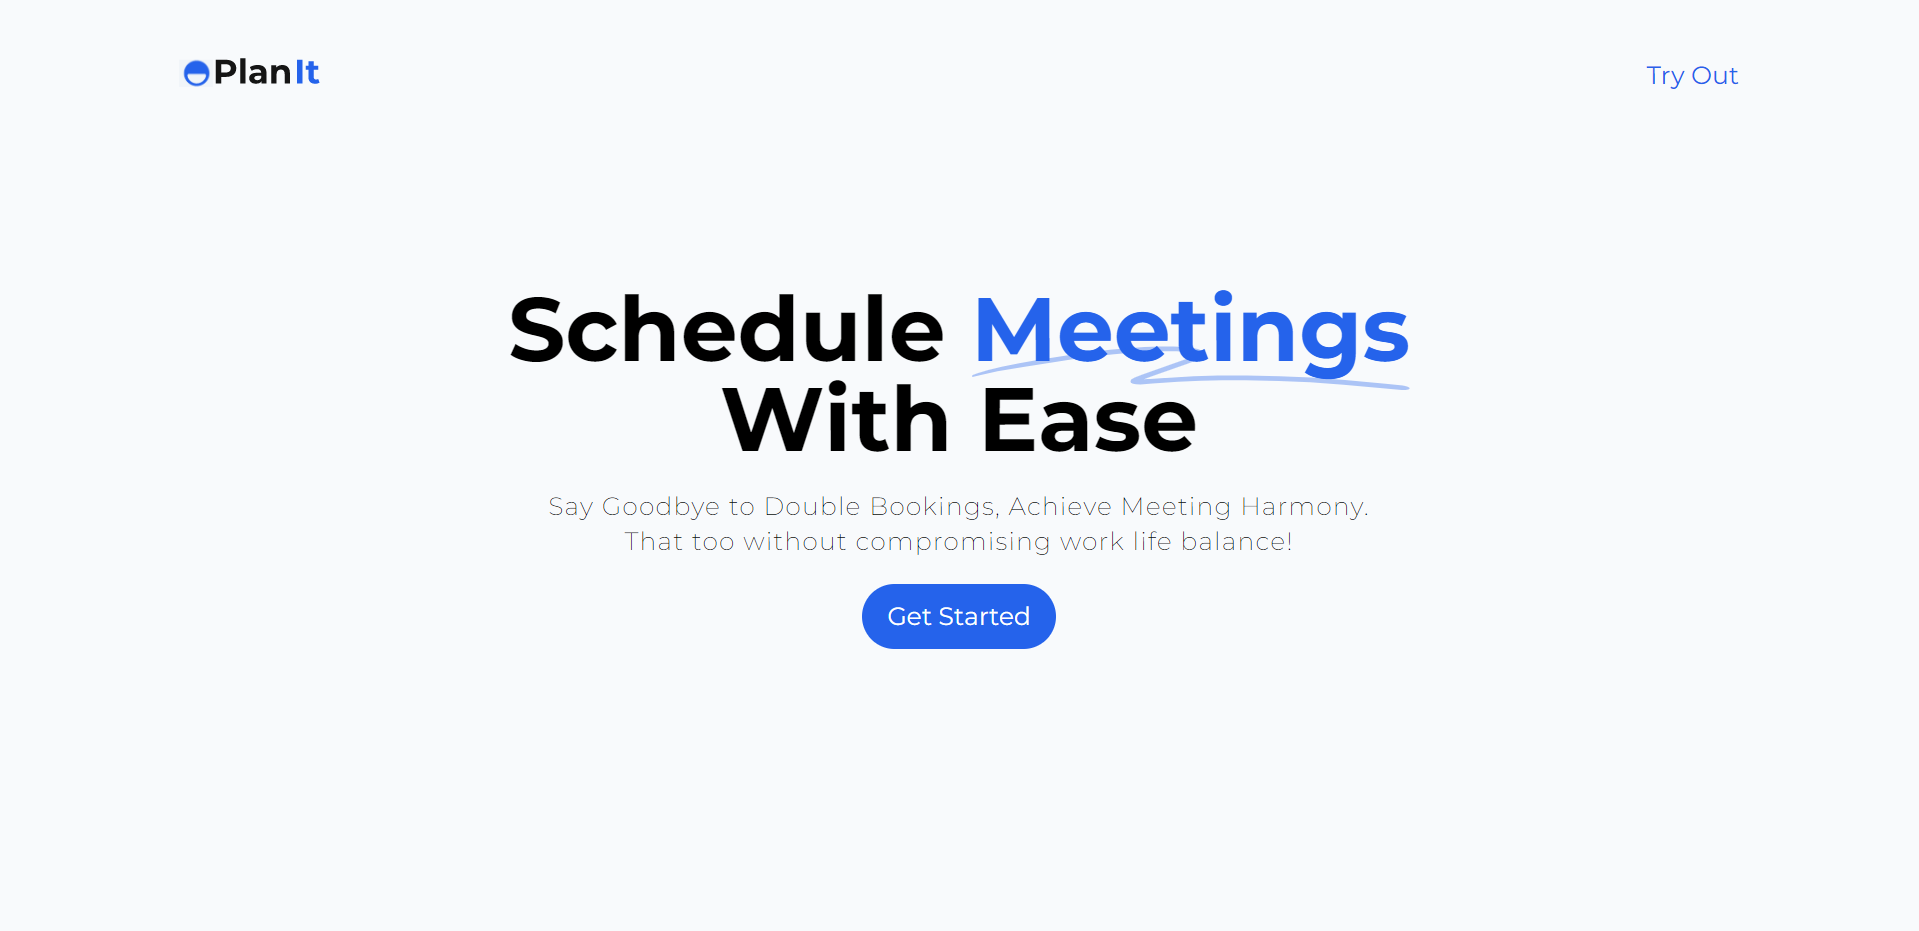 PlanIt
Try Out
Schedule Meetings
With Ease
Say Goodbye to Double Bookings, Achieve Meeting Harmony.
That too without compromising work life balance!
Get Started